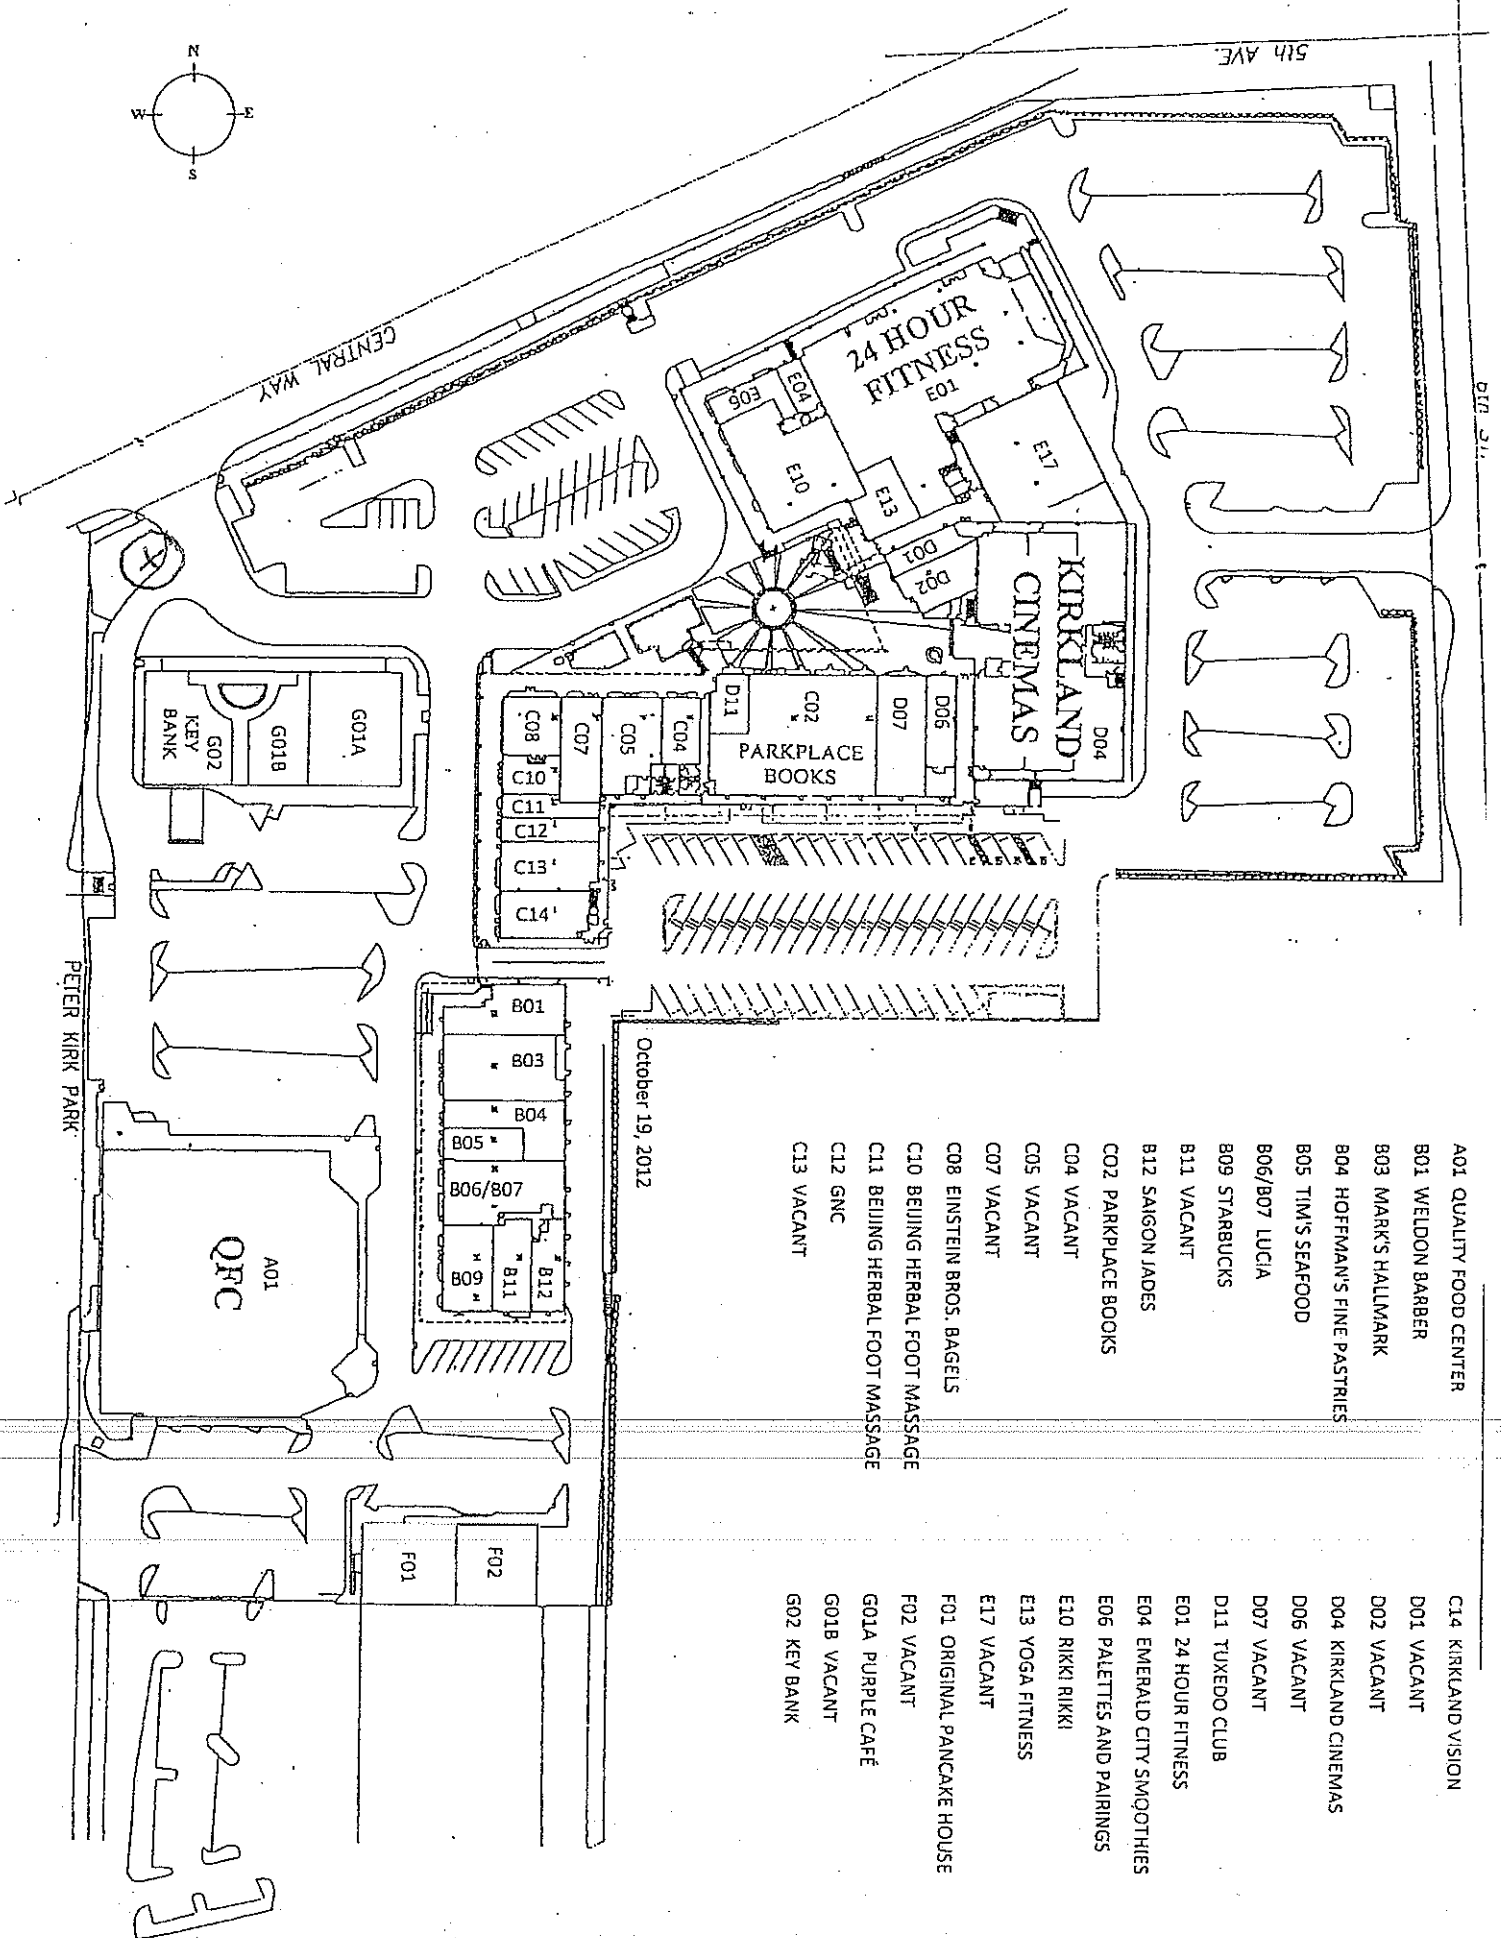 N
W
E
S
5th AVE.
CENTRAL WAY
24 HOUR
FITNESS
E01
E04
E06
E10
E13
E17
D01
D02
KIRKLAND
CINEMAS
D04
D06
D07
C02
D11
PARKPLACE
BOOKS
C04
C05
C07
C08
C10
C11
C12
C13
C14
G01A
G01B
G02
KEY
BANK
PETER KIRK PARK
B01
B03
B04
B05
B06/B07
B09
B11
B12
A01
QFC
F01
F02
October 19, 2012
A01 QUALITY FOOD CENTER
B01 WELDON BARBER
B03 MARK'S HALLMARK
B04 HOFFMAN'S FINE PASTRIES
B05 TIM'S SEAFOOD
B06/B07 LUCIA
B09 STARBUCKS
B11 VACANT
B12 SAIGON JADES
C02 PARKPLACE BOOKS
C04 VACANT
C05 VACANT
C07 VACANT
C08 EINSTEIN BROS. BAGELS
C10 BEIJING HERBAL FOOT MASSAGE
C11 BEIJING HERBAL FOOT MASSAGE
C12 GNC
C13 VACANT
C14 KIRKLAND VISION
D01 VACANT
D02 VACANT
D04 KIRKLAND CINEMAS
D06 VACANT
D07 VACANT
D11 TUXEDO CLUB
E01 24 HOUR FITNESS
E04 EMERALD CITY SMOOTHIES
E06 PALETTES AND PAIRINGS
E10 RIKKI RIKKI
E13 YOGA FITNESS
E17 VACANT
F01 ORIGINAL PANCAKE HOUSE
F02 VACANT
G01A PURPLE CAFÉ
G01B VACANT
G02 KEY BANK